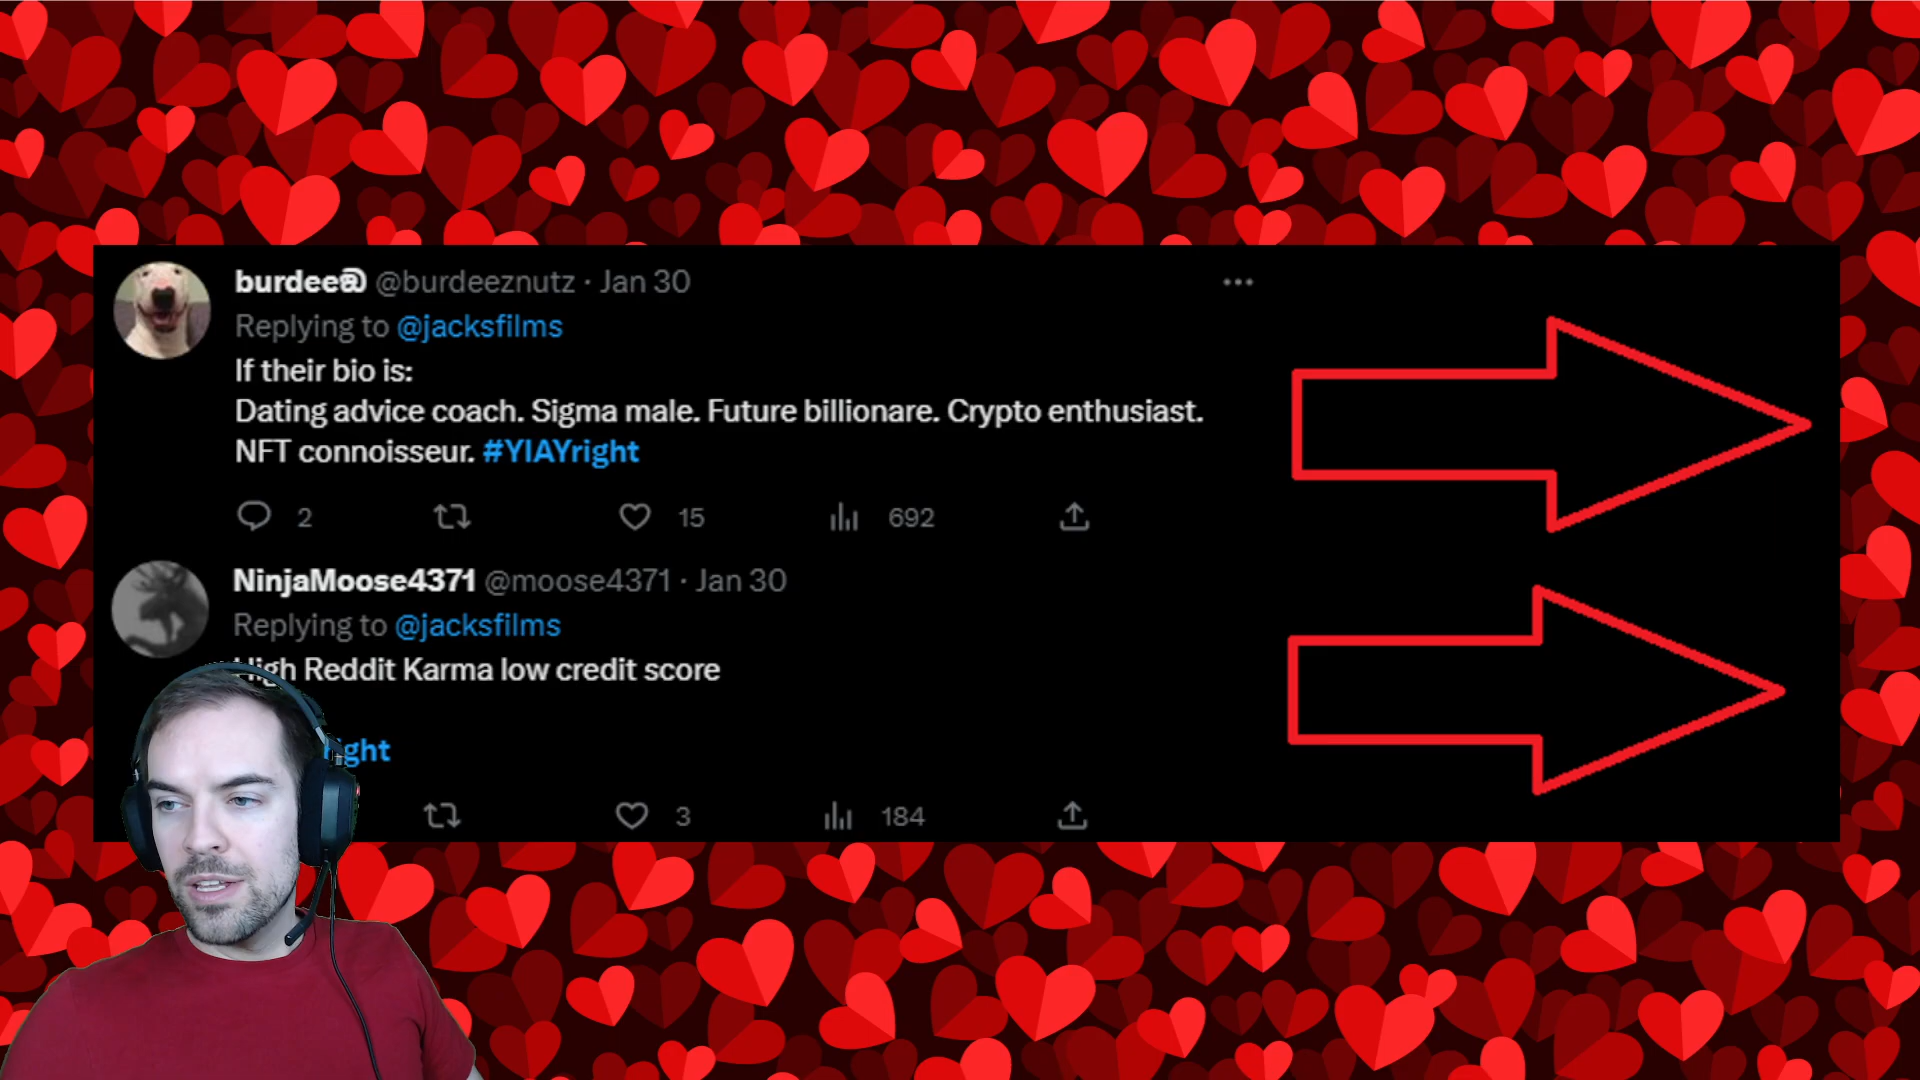 burdee @burdeeznutz · Jan 30
Replying to @jacksfilms
If their bio is:
Dating advice coach. Sigma male. Future billionare. Crypto enthusiast.
NFT connoisseur. #YIAYright
2 15 692
NinjaMoose4371 @moose4371 · Jan 30
Replying to @jacksfilms
High Reddit Karma low credit score
right
3 184